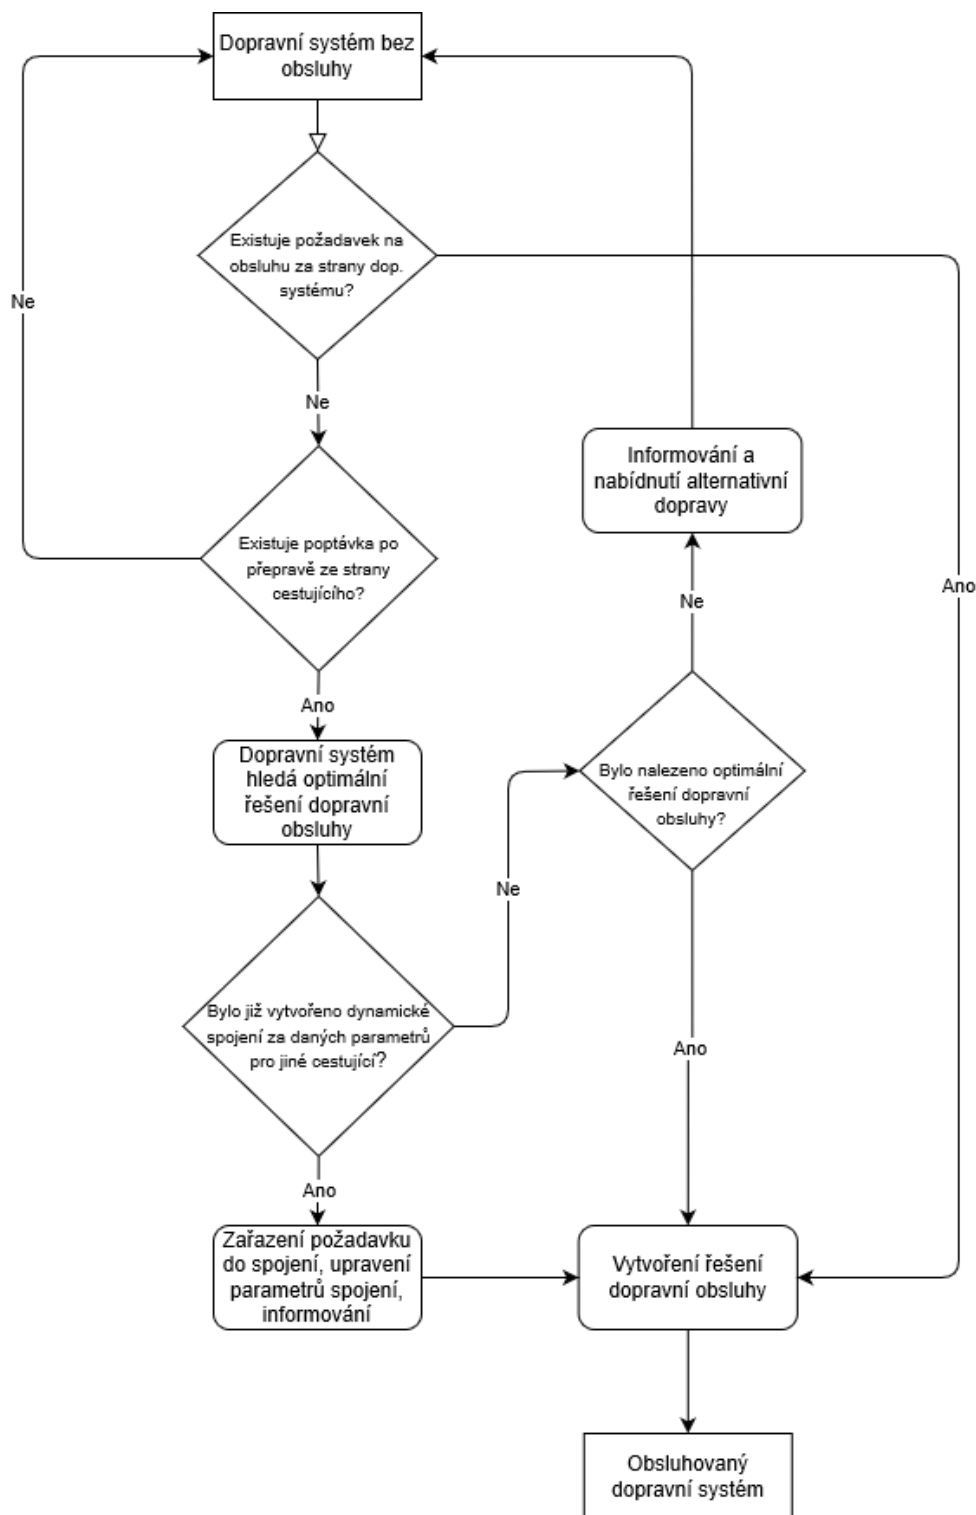 Dopravní systém bez
obsluhy
Existuje požadavek na
obsluhu za strany dop.
systému?
Ne
Ne
Existuje poptávka po
přepravě ze strany
cestujícího?
Informování a
nabídnutí alternativní
dopravy
Ano
Ne
Ano
Dopravní systém
hledá optimální
řešení dopravní
obsluhy
Bylo nalezeno optimální
řešení dopravní
obsluhy?
Ne
Bylo již vytvořeno dynamické
spojení za daných parametrů
pro jiné cestující?
Ano
Ano
Zařazení požadavku
do spojení, upravení
parametrů spojení,
informování
Vytvoření řešení
dopravní obsluhy
Obsluhovaný
dopravní systém